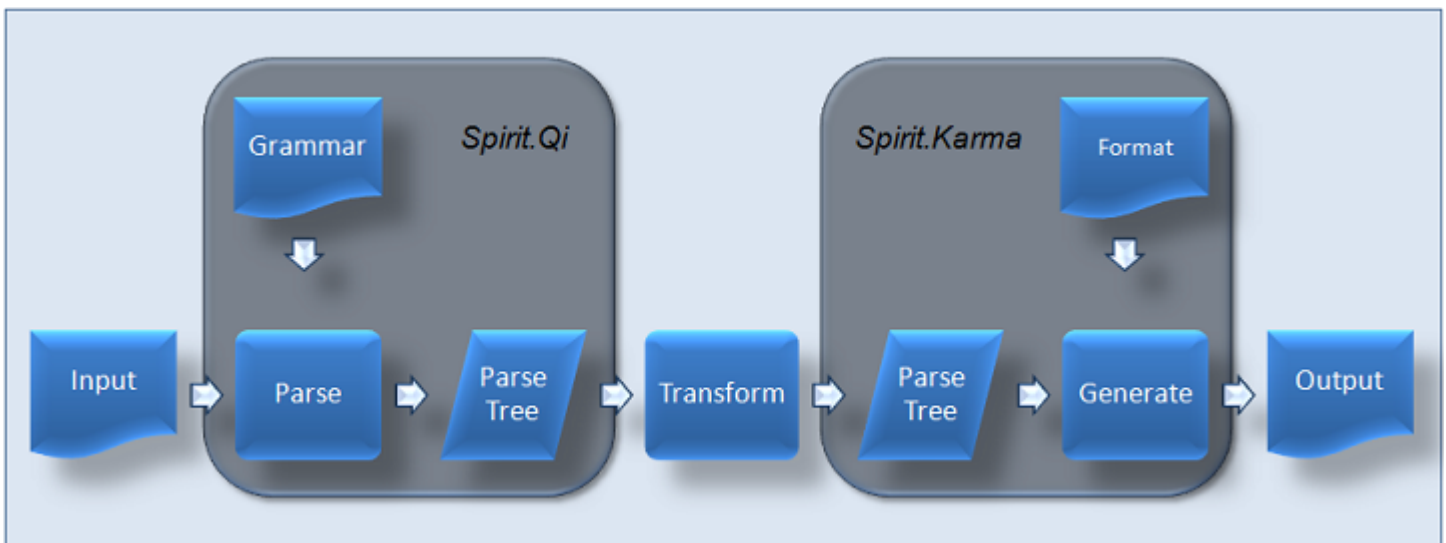 Grammar
Spirit.Qi
Spirit.Karma
Format
Input
Parse
Parse
Tree
Transform
Parse
Tree
Generate
Output